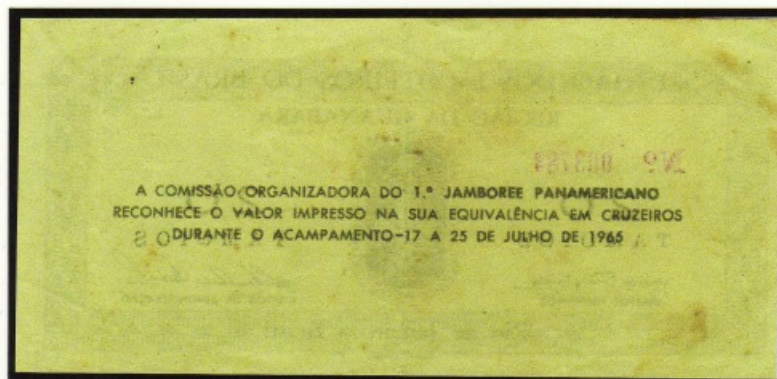 A COMISSÃO ORGANIZADORA DO 1.º JAMBOREE PANAMERICANO
RECONHECE O VALOR IMPRESSO NA SUA EQUIVALÊNCIA EM CRUZEIROS
DURANTE O ACAMPAMENTO-17 A 25 DE JULHO DE 1965